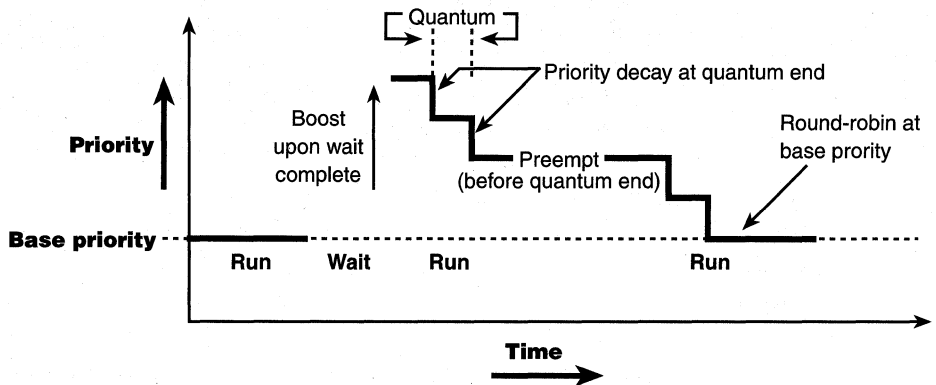 Quantum
Priority decay at quantum end
Boost
upon wait
complete
Round-robin at
base prority
Priority
Preempt
(before quantum end)
Base priority
Run
Wait
Run
Run
Time